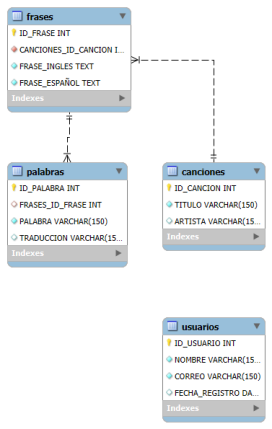 frases
ID_FRASE INT
CANCIONES_ID_CANCION I...
FRASE_INGLES TEXT
FRASE_ESPAÑOL TEXT
Indexes
palabras
ID_PALABRA INT
FRASES_ID_FRASE INT
PALABRA VARCHAR(150)
TRADUCCION VARCHAR(15...
Indexes
canciones
ID_CANCION INT
TITULO VARCHAR(150)
ARTISTA VARCHAR(15...
Indexes
usuarios
ID_USUARIO INT
NOMBRE VARCHAR(15...
CORREO VARCHAR(150)
FECHA_REGISTRO DA...
Indexes